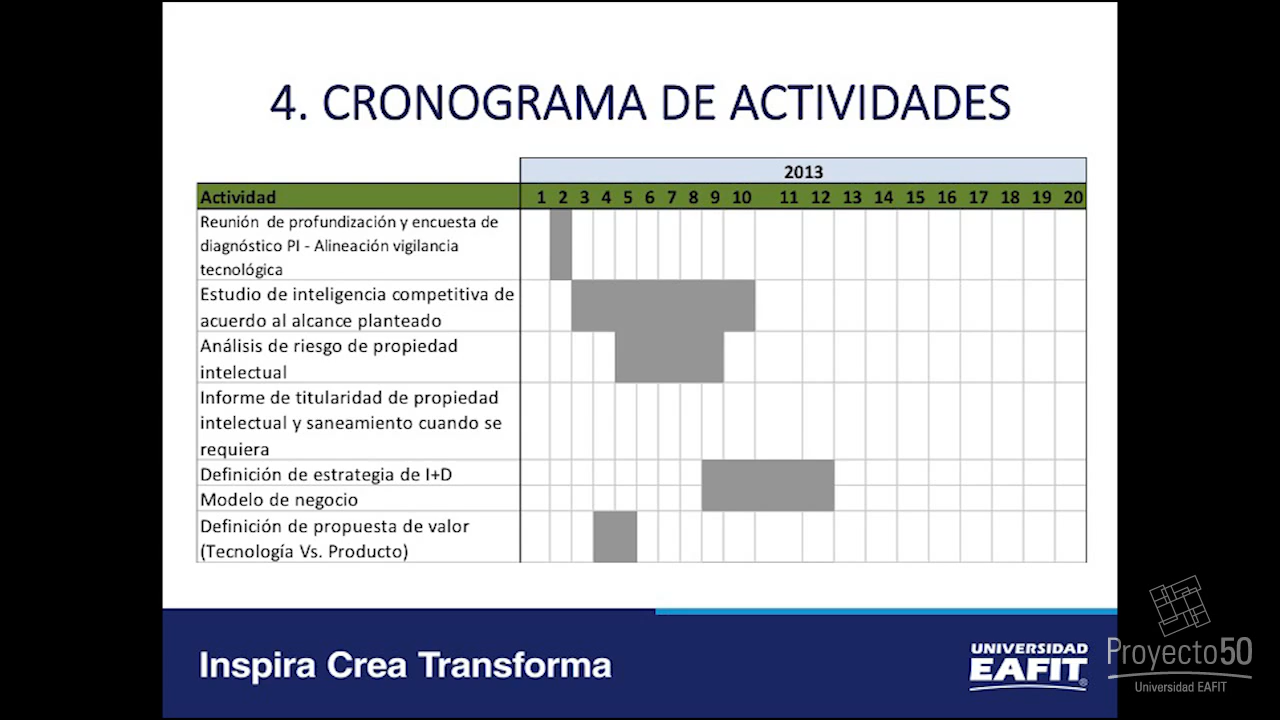 4. CRONOGRAMA DE ACTIVIDADES
2013
Actividad 1 2 3 4 5 6 7 8 9 10 11 12 13 14 15 16 17 18 19 20
Reunión de profundización y encuesta de
diagnóstico PI - Alineación vigilancia
tecnológica
Estudio de inteligencia competitiva de
acuerdo al alcance planteado
Análisis de riesgo de propiedad
intelectual
Informe de titularidad de propiedad
intelectual y saneamiento cuando se
requiera
Definición de estrategia de I+D
Modelo de negocio
Definición de propuesta de valor
(Tecnología Vs. Producto)
Inspira Crea Transforma
UNIVERSIDAD
EAFIT®
Proyecto50
Universidad EAFIT